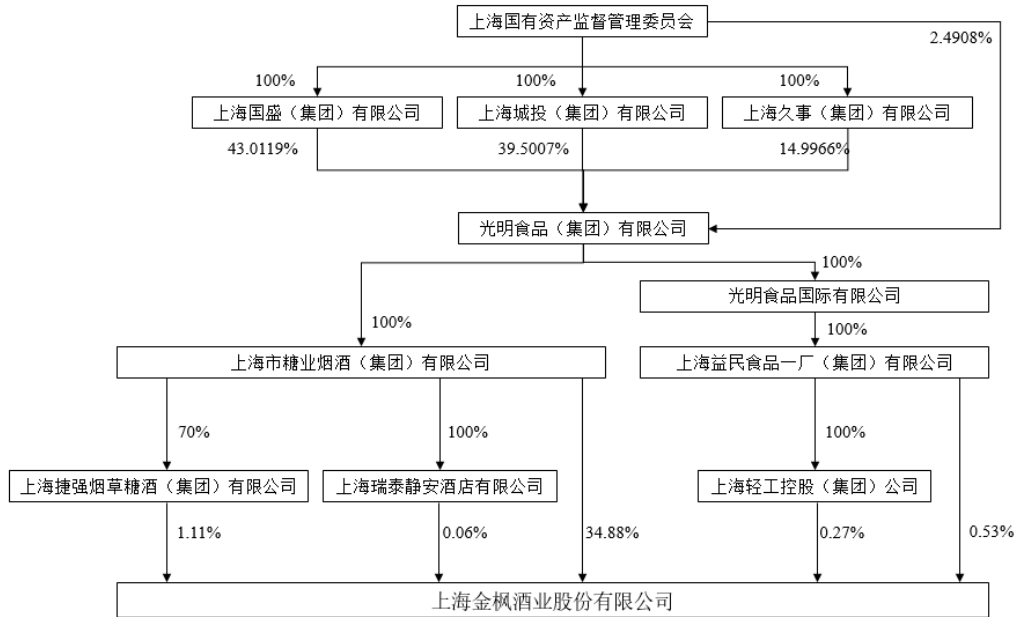 上海国有资产监督管理委员会
2.4908%
100%
100%
100%
上海国盛（集团）有限公司
上海城投（集团）有限公司
上海久事（集团）有限公司
43.0119%
39.5007%
14.9966%
光明食品（集团）有限公司
100%
光明食品国际有限公司
100%
100%
上海市糖业烟酒（集团）有限公司
上海益民食品一厂（集团）有限公司
70%
100%
100%
上海捷强烟草糖酒（集团）有限公司
上海瑞泰静安酒店有限公司
上海轻工控股（集团）公司
1.11%
0.06%
34.88%
0.27%
0.53%
上海金枫酒业股份有限公司